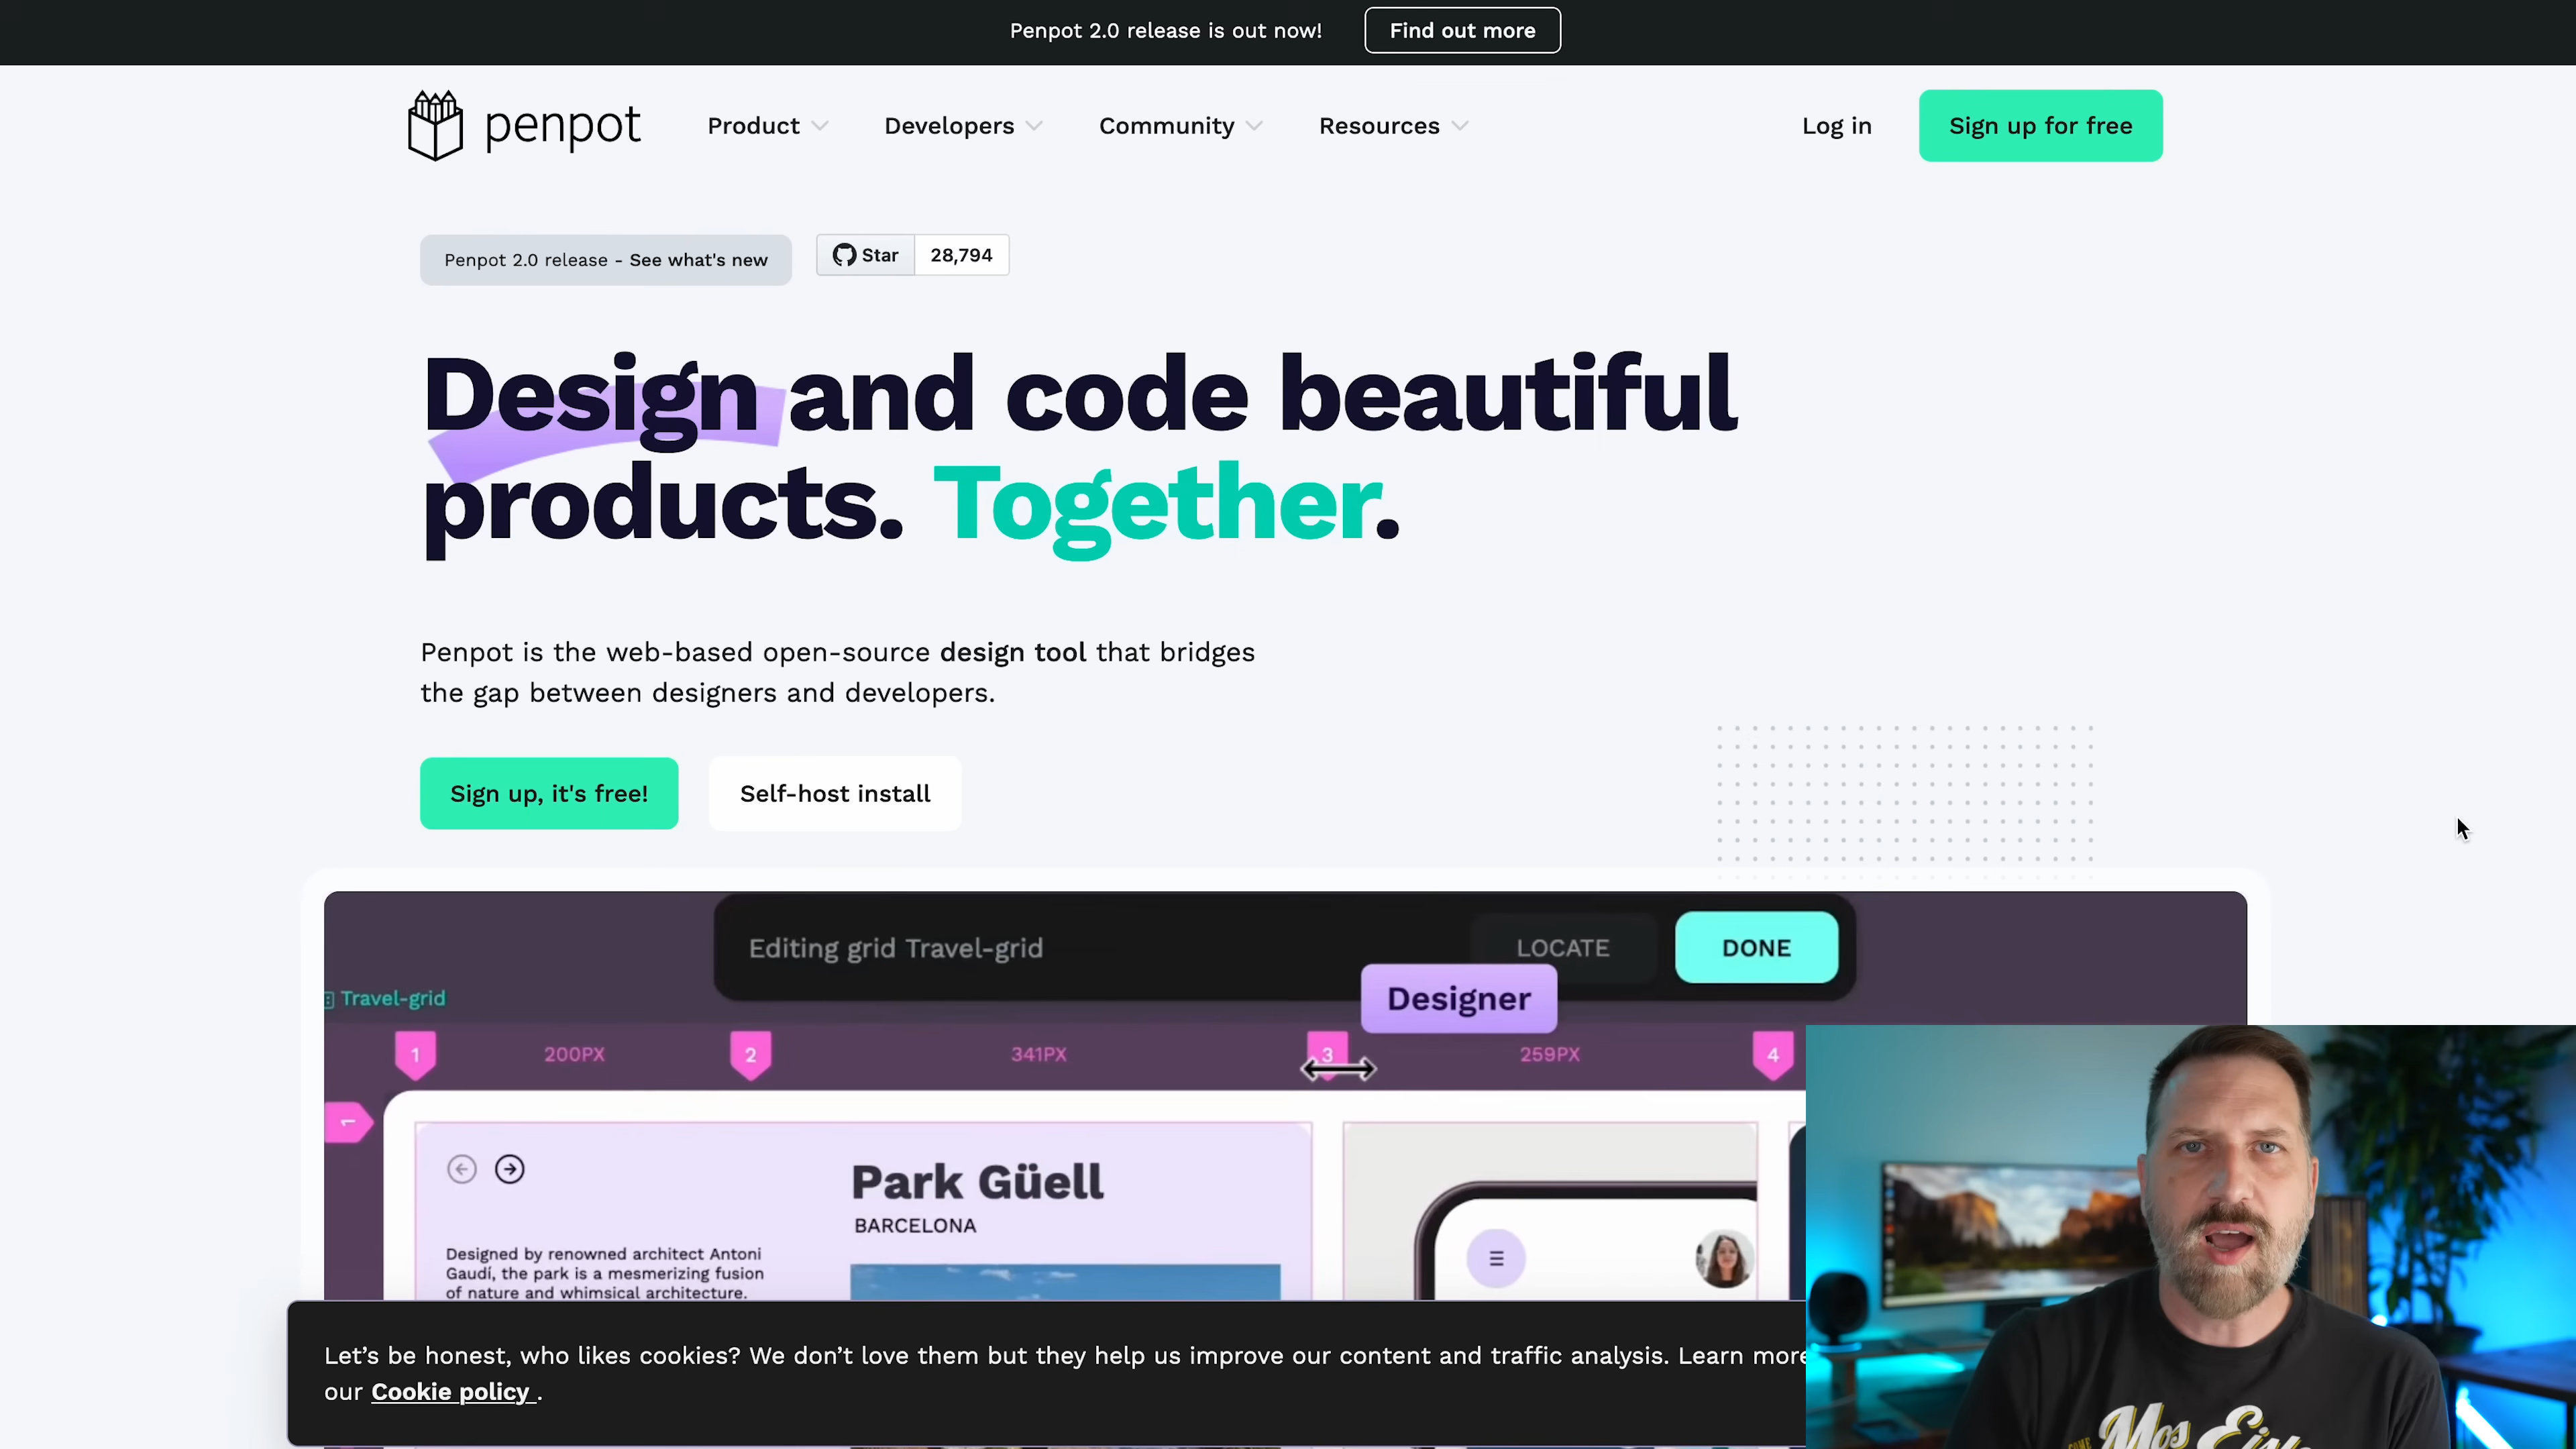 Penpot 2.0 release is out now!
Find out more
penpot
Product
Developers
Community
Resources
Log in
Sign up for free
Penpot 2.0 release - See what's new
Star
28,794
Design and code beautiful
products. Together.
Penpot is the web-based open-source design tool that bridges
the gap between designers and developers.
Sign up, it's free!
Self-host install
Editing grid Travel-grid
LOCATE
DONE
Designer
Travel-grid
1
200PX
2
341PX
3
259PX
4
1
Park Güell
BARCELONA
Designed by renowned architect Antoni
Gaudí, the park is a mesmerizing fusion
of nature and whimsical architecture.
Let’s be honest, who likes cookies? We don’t love them but they help us improve our content and traffic analysis. Learn more
our Cookie policy .
Mos